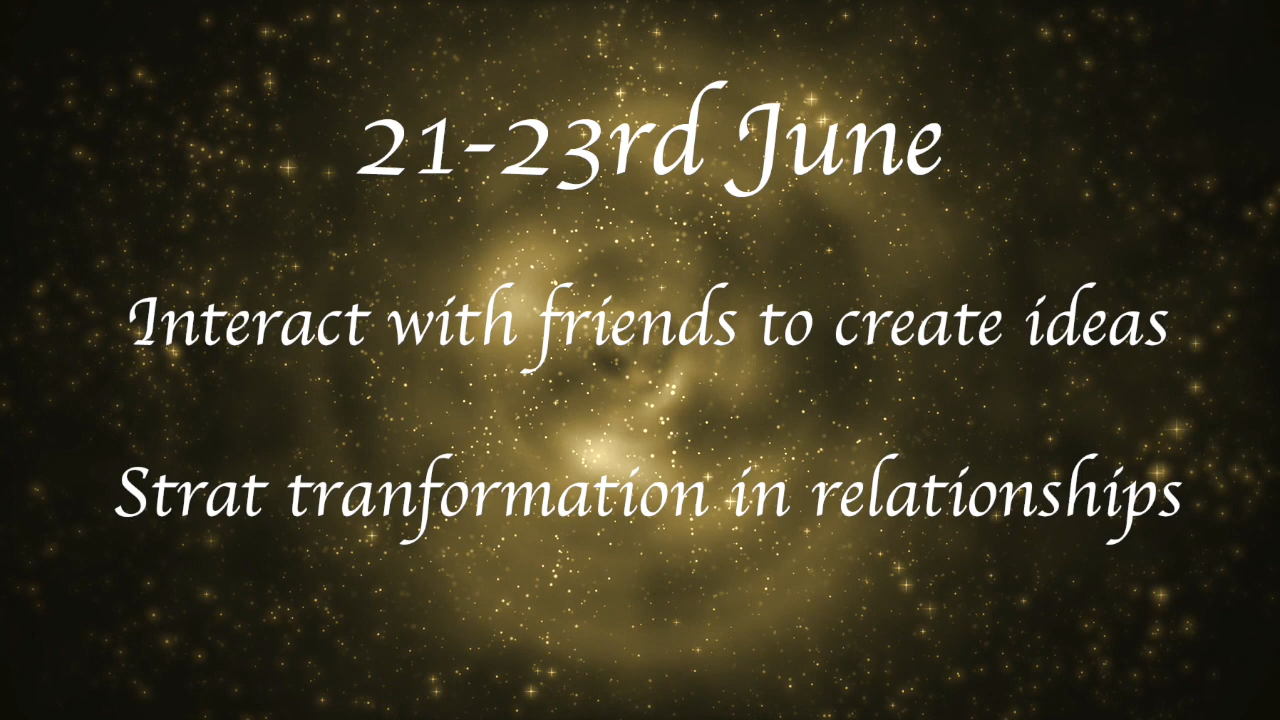 21-23rd June
Interact with friends to create ideas
Strat tranformation in relationships